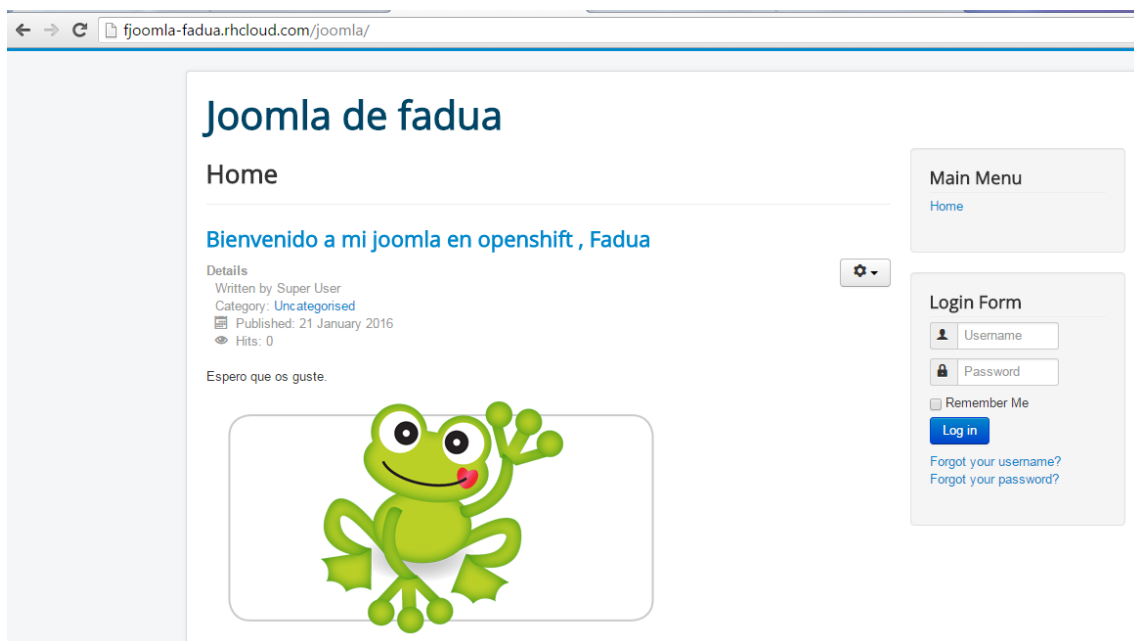 fjoomla-fadua.rhcloud.com/joomla/
Joomla de fadua
Home
Bienvenido a mi joomla en openshift , Fadua
Details
Written by Super User
Category: Uncategorised
Published: 21 January 2016
Hits: 0
Espero que os guste.
Main Menu
Home
Login Form
Username
Password
Remember Me
Log in
Forgot your username?
Forgot your password?